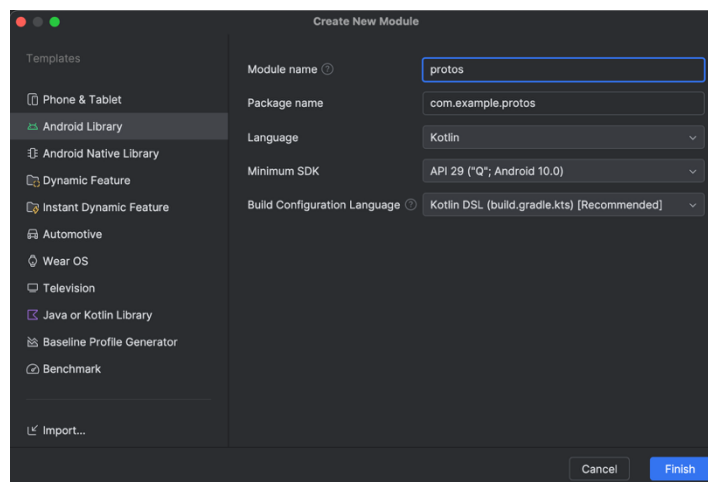 Create New Module
Templates
Phone & Tablet
Android Library
Android Native Library
Dynamic Feature
Instant Dynamic Feature
Automotive
Wear OS
Television
Java or Kotlin Library
Baseline Profile Generator
Benchmark
Import...
Module name ? protos
Package name com.example.protos
Language Kotlin
Minimum SDK API 29 ("Q"; Android 10.0)
Build Configuration Language ? Kotlin DSL (build.gradle.kts) [Recommended]
Cancel Finish